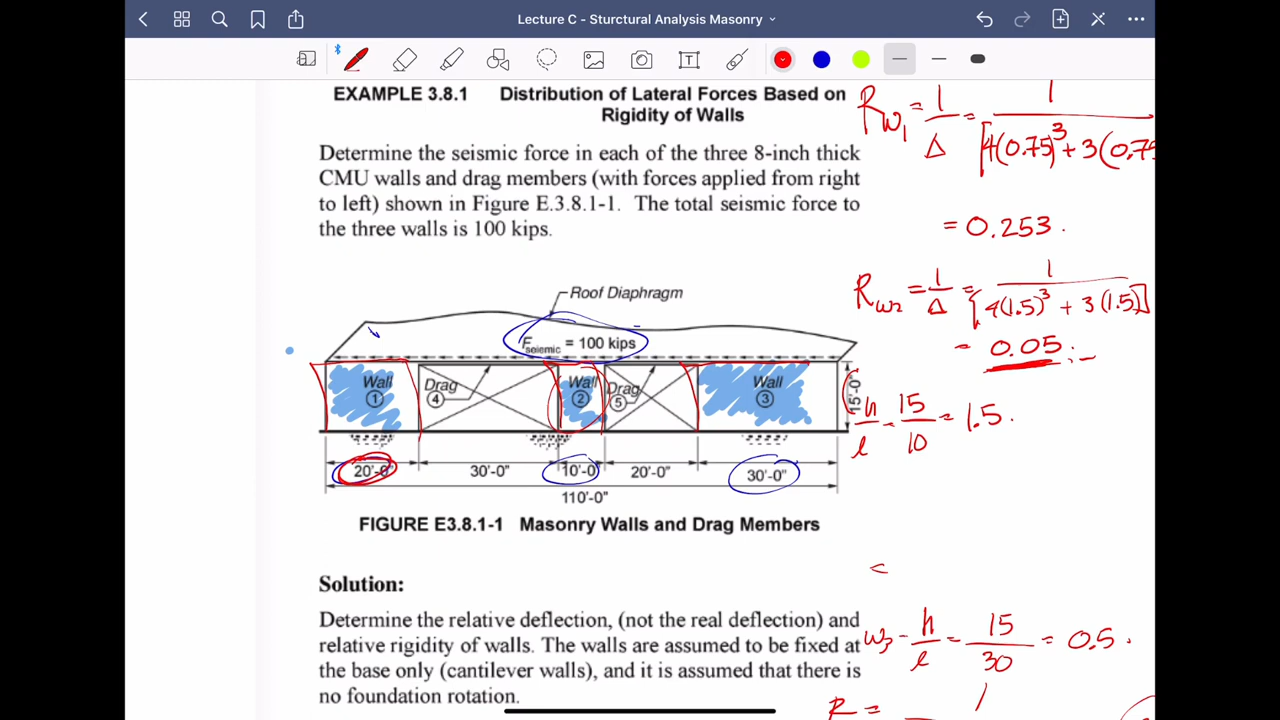 Lecture C - Sturctural Analysis Masonry
EXAMPLE 3.8.1 Distribution of Lateral Forces Based on
Rigidity of Walls
Determine the seismic force in each of the three 8-inch thick
CMU walls and drag members (with forces applied from right
to left) shown in Figure E.3.8.1-1. The total seismic force to
the three walls is 100 kips.
Roof Diaphragm
Fseismic = 100 kips
Wall
1
Drag
4
Wall
2
Drag
5
Wall
3
15'-0"
20'-0"
30'-0"
10'-0
20'-0"
30'-0"
110'-0"
FIGURE E3.8.1-1 Masonry Walls and Drag Members
Solution:
Determine the relative deflection, (not the real deflection) and
relative rigidity of walls. The walls are assumed to be fixed at
the base only (cantilever walls), and it is assumed that there is
no foundation rotation.
RW1 = 1/Δ = 1/[4(0.75)³ + 3(0.75
= 0.253.
RW2 = 1/Δ = 1/[4(1.5)³ + 3(1.5)]
= 0.05.
h/l = 15/10 = 1.5.
W3 - h/l = 15/30 = 0.5.
R =